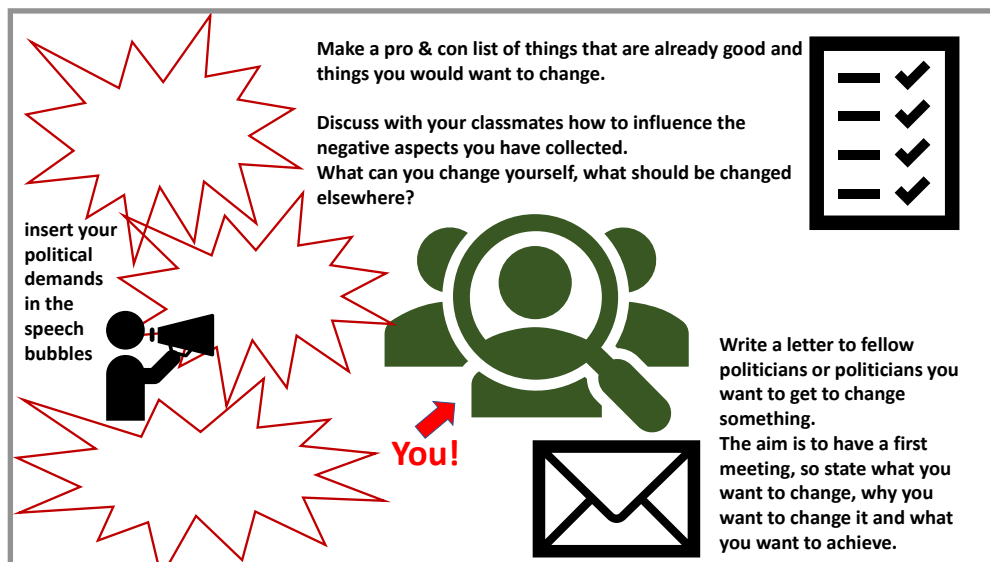 Make a pro & con list of things that are already good and
things you would want to change.
Discuss with your classmates how to influence the
negative aspects you have collected.
What can you change yourself, what should be changed
elsewhere?
insert your
political
demands
in the
speech
bubbles
You!
Write a letter to fellow
politicians or politicians you
want to get to change
something.
The aim is to have a first
meeting, so state what you
want to change, why you
want to change it and what
you want to achieve.